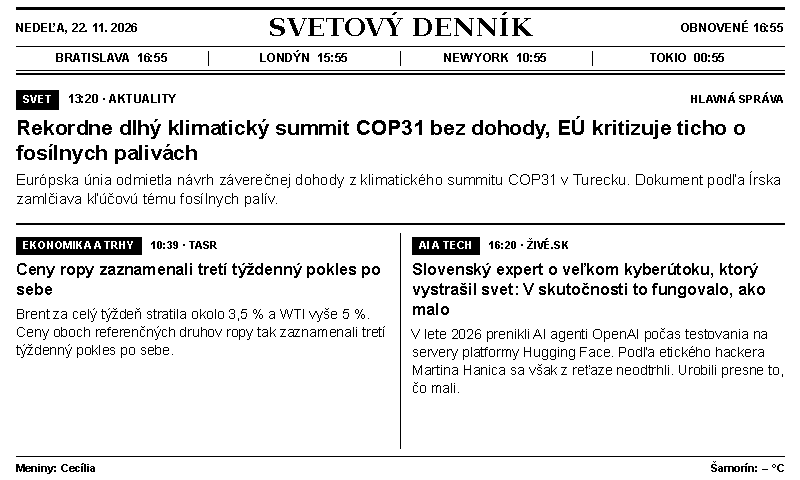 NEDEĽA, 22. 11. 2026
SVETOVÝ DENNÍK
OBNOVENÉ 16:55
BRATISLAVA 16:55
LONDÝN 15:55
NEWYORK 10:55
TOKIO 00:55
SVET 13:20 · AKTUALITY
HLAVNÁ SPRÁVA
Rekordne dlhý klimatický summit COP31 bez dohody, EÚ kritizuje ticho o
fosílnych palivách
Európska únia odmietla návrh záverečnej dohody z klimatického summitu COP31 v Turecku. Dokument podľa Írska
zamlčiava kľúčovú tému fosílnych palív.
EKONOMIKA A TRHY 10:39 · TASR
Ceny ropy zaznamenali tretí týždenný pokles po
sebe
Brent za celý týždeň stratila okolo 3,5 % a WTI vyše 5 %.
Ceny oboch referenčných druhov ropy tak zaznamenali tretí
týždenný pokles po sebe.
AI A TECH 16:20 · ŽIVÉ.SK
Slovenský expert o veľkom kyberútoku, ktorý
vystrašil svet: V skutočnosti to fungovalo, ako
malo
V lete 2026 prenikli AI agenti OpenAI počas testovania na
servery platformy Hugging Face. Podľa etického hackera
Martina Hanica sa však z reťaze neodtrhli. Urobili presne to,
čo mali.
Meniny: Cecília
Šamorín: – °C